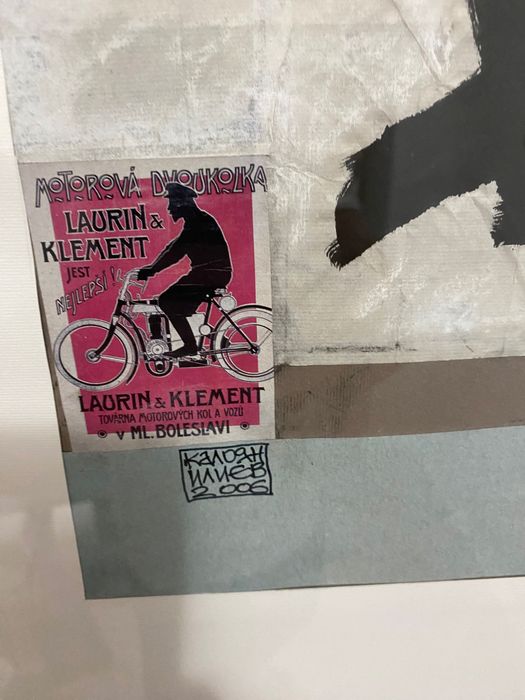 MOTOROVÁ DVOUKOLKA
LAURIN &
KLEMENT
JEST
NEJLEPŠÍ!
LAURIN & KLEMENT
TOVÁRNA MOTOROVÝCH KOL A VOZŮ
V ML. BOLESLAVI
КАЛОЯН
ИЛИЕВ
2006